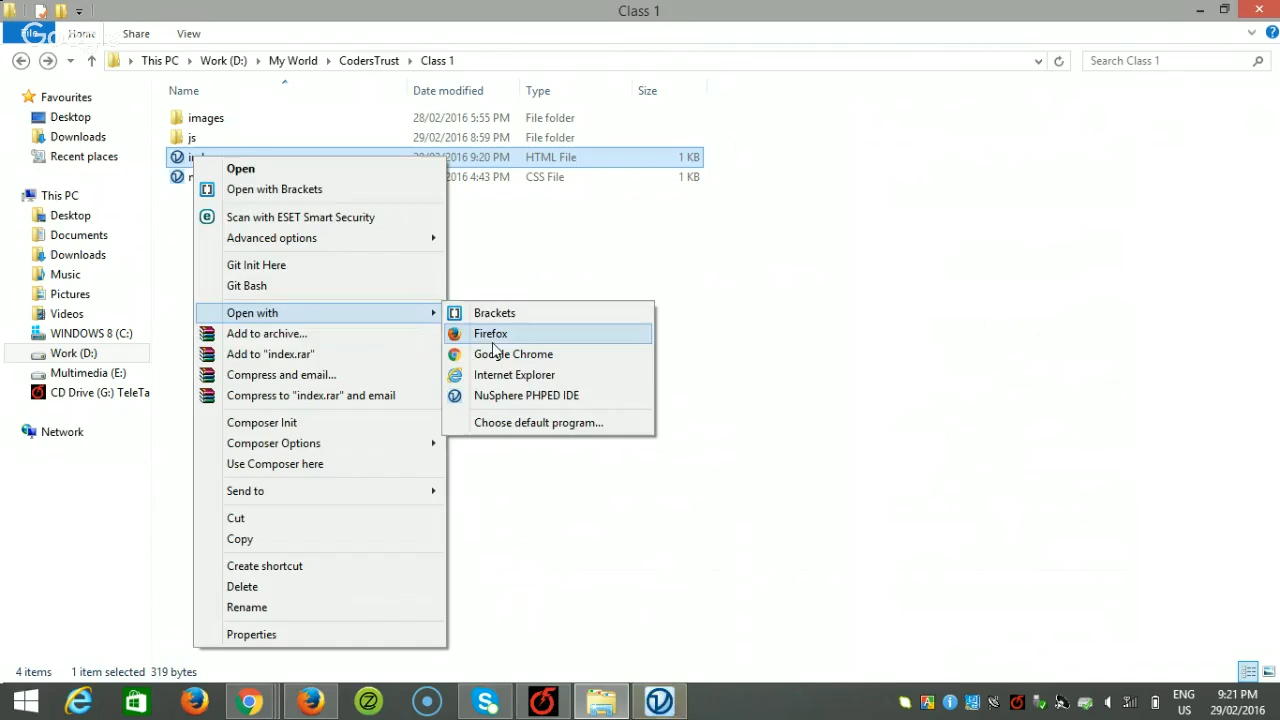 Class 1
File
Home
Share
View
This PC
Work (D:)
My World
CodersTrust
Class 1
Search Class 1
Name
Date modified
Type
Size
Favourites
Desktop
Downloads
Recent places
This PC
Desktop
Documents
Downloads
Music
Pictures
Videos
WINDOWS 8 (C:)
Work (D:)
Multimedia (E:)
CD Drive (G:) TeleTa
Network
images
28/02/2016 5:55 PM
File folder
js
29/02/2016 8:59 PM
File folder
9:20 PM
HTML File
1 KB
2016 4:43 PM
CSS File
1 KB
Open
Open with Brackets
Scan with ESET Smart Security
Advanced options
Git Init Here
Git Bash
Open with
Add to archive...
Add to "index.rar"
Compress and email...
Compress to "index.rar" and email
Composer Init
Composer Options
Use Composer here
Send to
Cut
Copy
Create shortcut
Delete
Rename
Properties
Brackets
Firefox
Google Chrome
Internet Explorer
NuSphere PHPED IDE
Choose default program...
4 items
1 item selected 319 bytes
ENG
US
9:21 PM
29/02/2016